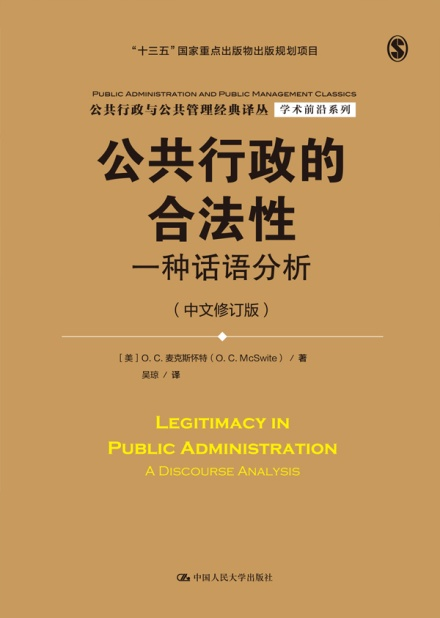 “十三五”国家重点出版物出版规划项目
S
PUBLIC ADMINISTRATION AND PUBLIC MANAGEMENT CLASSICS
公共行政与公共管理经典译丛 学术前沿系列
公共行政的
合法性
一种话语分析
（中文修订版）
［美］O. C. 麦克斯怀特（O. C. McSwite）／著
吴琼／译
LEGITIMACY IN
PUBLIC ADMINISTRATION
A DISCOURSE ANALYSIS
中国人民大学出版社